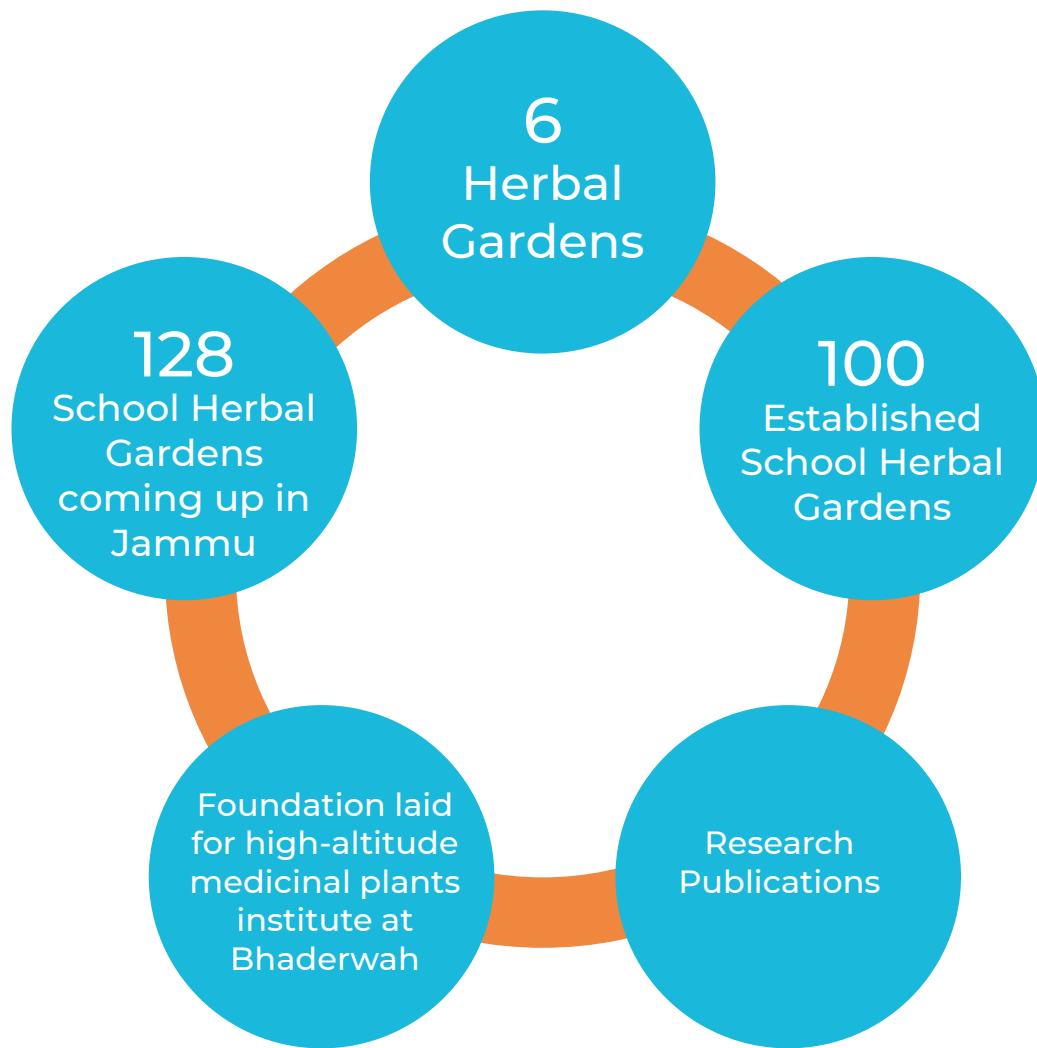 6
Herbal
Gardens
128
School Herbal
Gardens
coming up in
Jammu
100
Established
School Herbal
Gardens
Foundation laid
for high-altitude
medicinal plants
institute at
Bhaderwah
Research
Publications